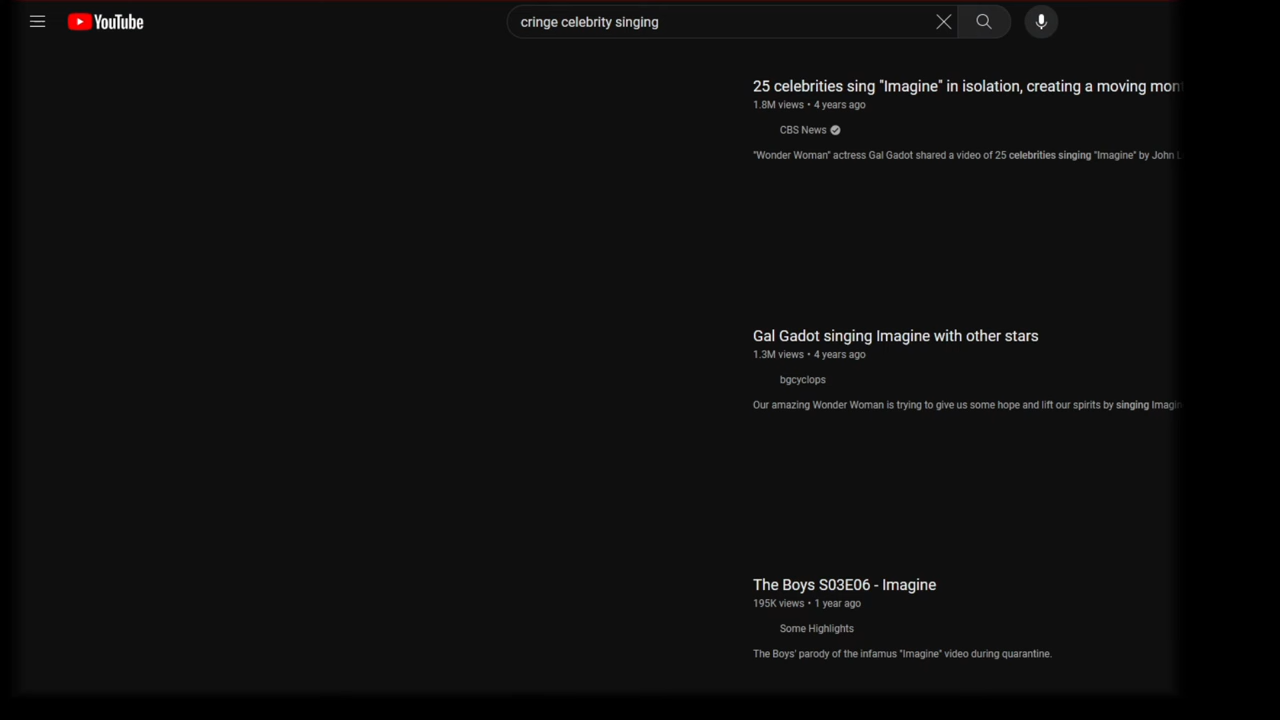 YouTube
cringe celebrity singing
25 celebrities sing "Imagine" in isolation, creating a moving
1.8M views • 4 years ago
CBS News
"Wonder Woman" actress Gal Gadot shared a video of 25 celebrities singing "Imagine" by John
Gal Gadot singing Imagine with other stars
1.3M views • 4 years ago
bgcyclops
Our amazing Wonder Woman is trying to give us some hope and lift our spirits by singing
The Boys S03E06 - Imagine
195K views • 1 year ago
Some Highlights
The Boys' parody of the infamous "Imagine" video during quarantine.